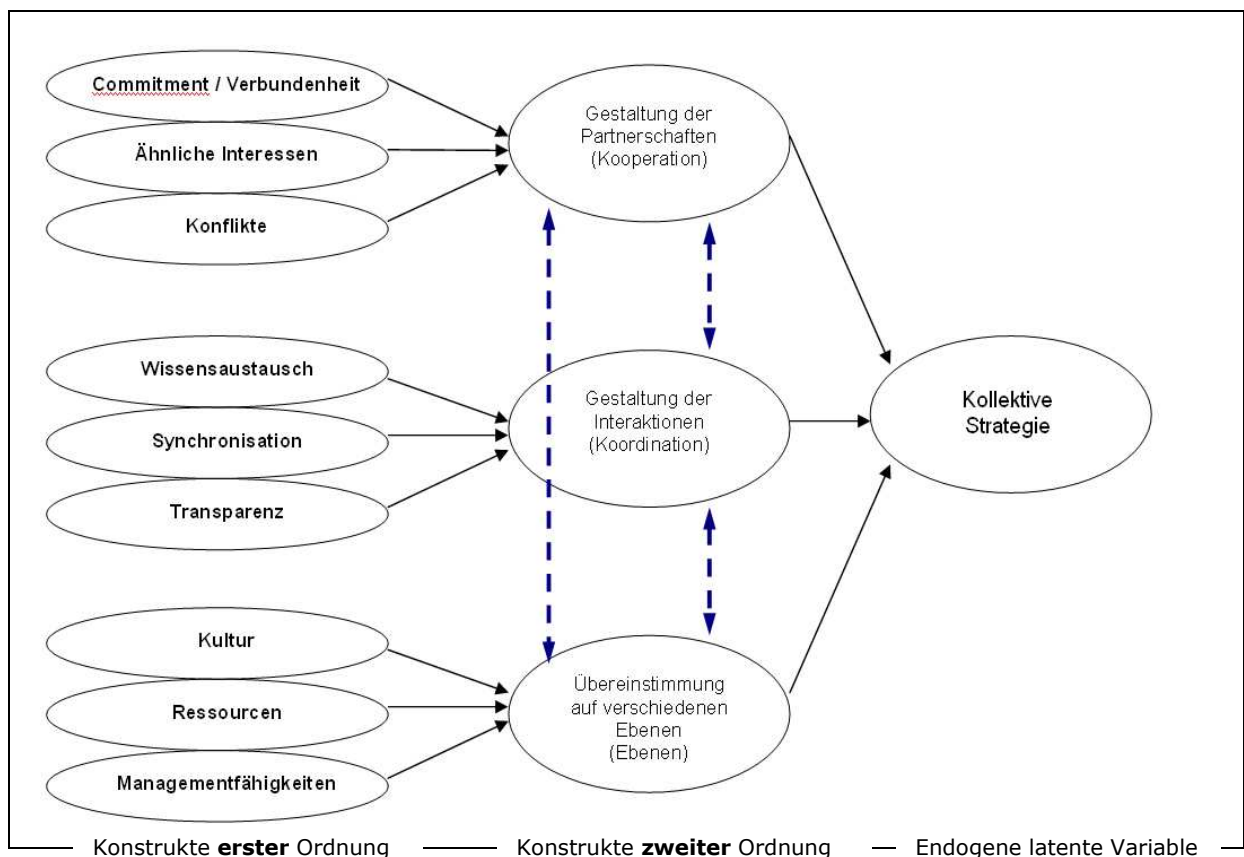 Commitment / Verbundenheit
Ähnliche Interessen
Konflikte
Gestaltung der
Partnerschaften
(Kooperation)
Wissensaustausch
Synchronisation
Transparenz
Gestaltung der
Interaktionen
(Koordination)
Kollektive
Strategie
Kultur
Ressourcen
Managementfähigkeiten
Übereinstimmung
auf verschiedenen
Ebenen
(Ebenen)
Konstrukte erster Ordnung
Konstrukte zweiter Ordnung
Endogene latente Variable